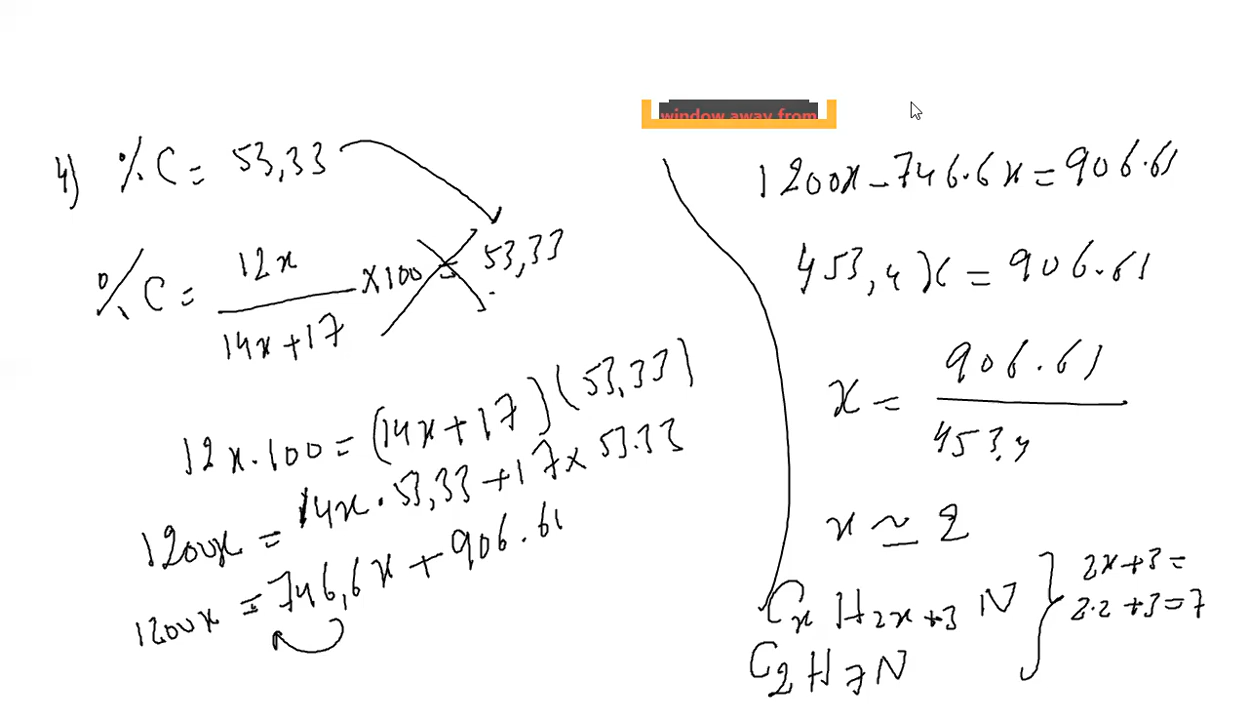 window away from
4) %C = 53,33
%C = 12x / 14x+17 ×100 = 53,33
12x.100 = (14x+17)(53,33)
1200x = 14x.53,33+17×53.33
1200x = 746,6x+906.61
1200x-746.6x=906.61
453,4x=906.61
x = 906.61 / 453,4
x ≃ 2
CxH2x+3N } 2x+3=
2.2+3=7
C2H7N